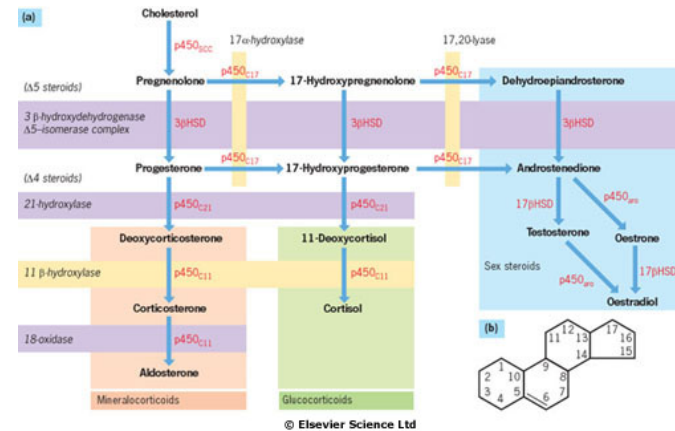 (a)
Cholesterol
p450SCC
17α-hydroxylase
17,20-lyase
(Δ5 steroids)
Pregnenolone
p450C17
17-Hydroxypregnenolone
p450C17
Dehydroepiandrosterone
3 β-hydroxydehydrogenase
Δ5–isomerase complex
3βHSD
3βHSD
3βHSD
(Δ4 steroids)
Progesterone
p450C17
17-Hydroxyprogesterone
p450C17
Androstenedione
21-hydroxylase
p450C21
p450C21
17βHSD
p450aro
Deoxycorticosterone
11-Deoxycortisol
Testosterone
Oestrone
11 β-hydroxylase
p450C11
p450C11
Sex steroids
p450aro
17βHSD
Corticosterone
Cortisol
Oestradiol
18-oxidase
p450C11
Aldosterone
Mineralocorticoids
Glucocorticoids
(b)
1
2
3
4
5
6
7
8
9
10
11
12
13
14
15
16
17
© Elsevier Science Ltd